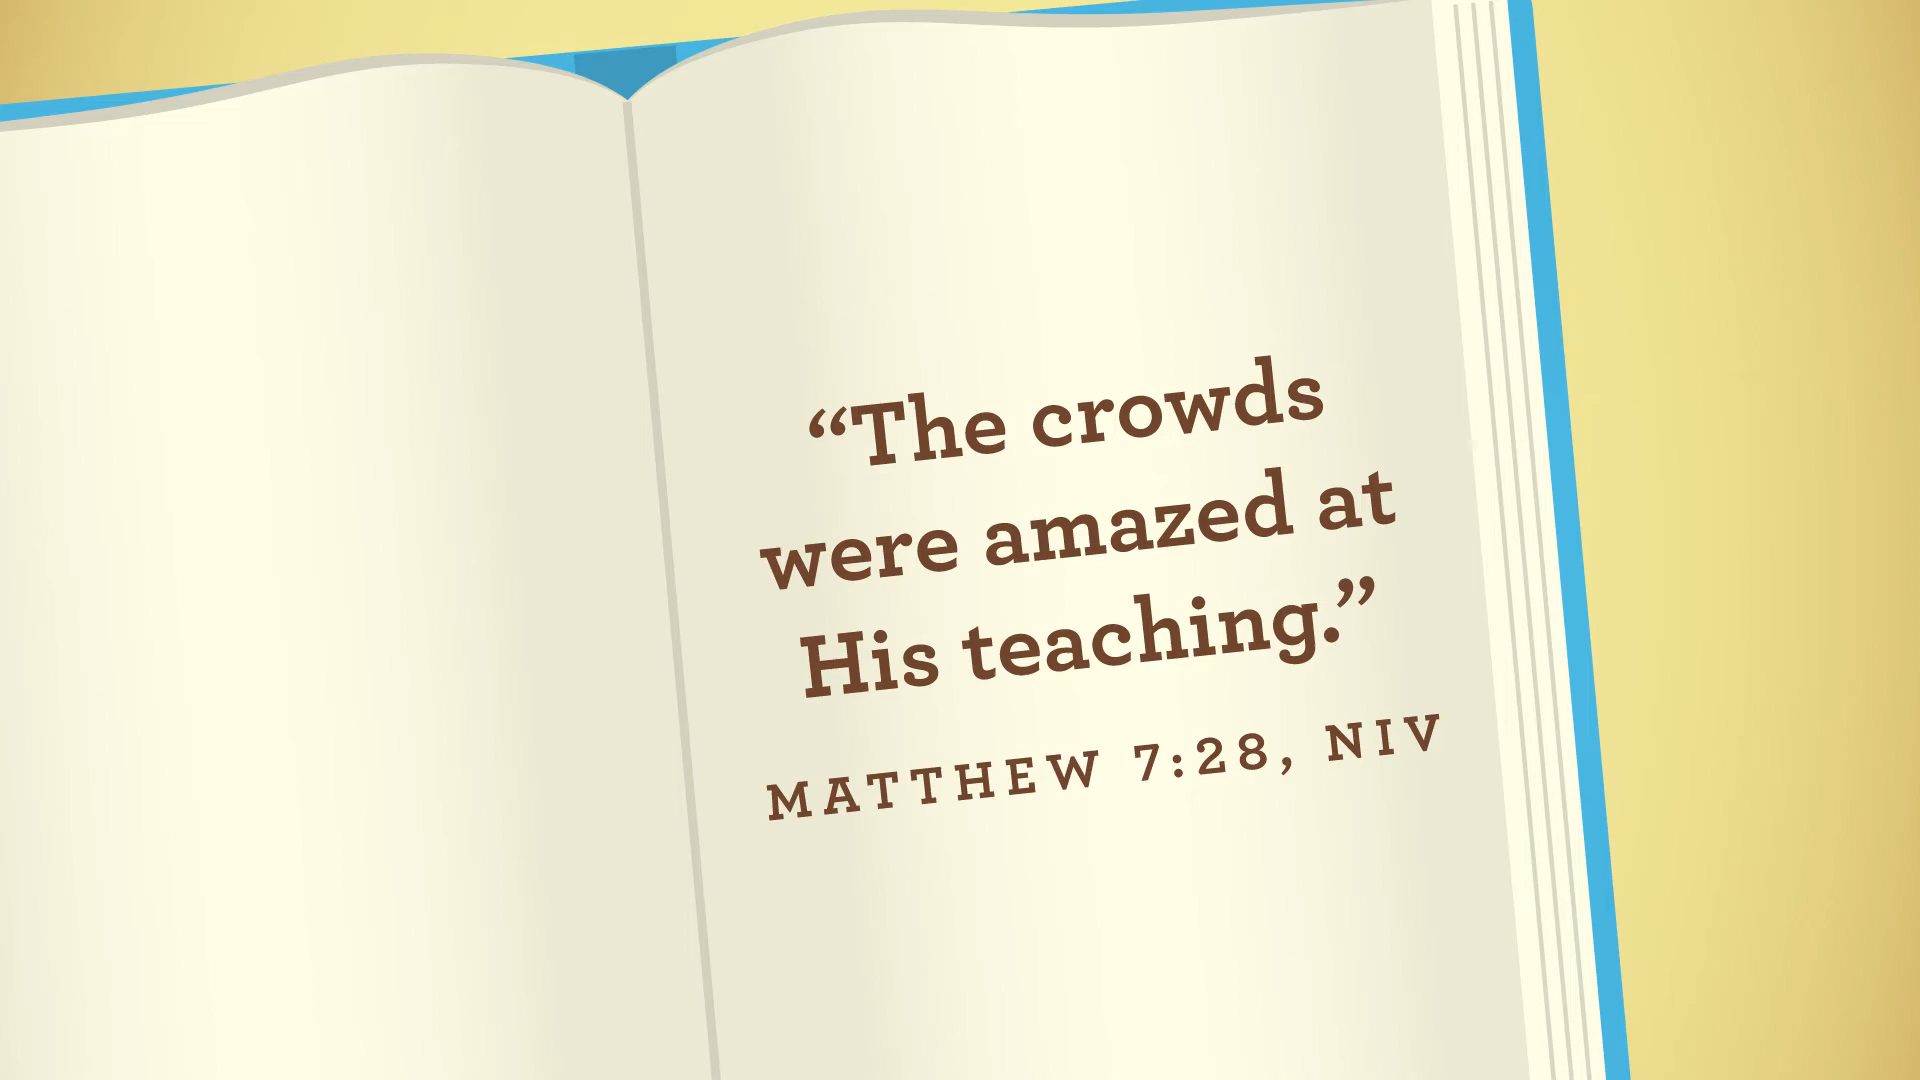 “The crowds
were amazed at
His teaching.”
MATTHEW 7:28, NIV